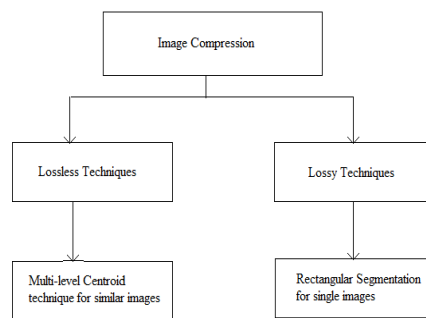 Image Compression
Lossless Techniques
Lossy Techniques
Multi-level Centroid
technique for similar images
Rectangular Segmentation
for single images